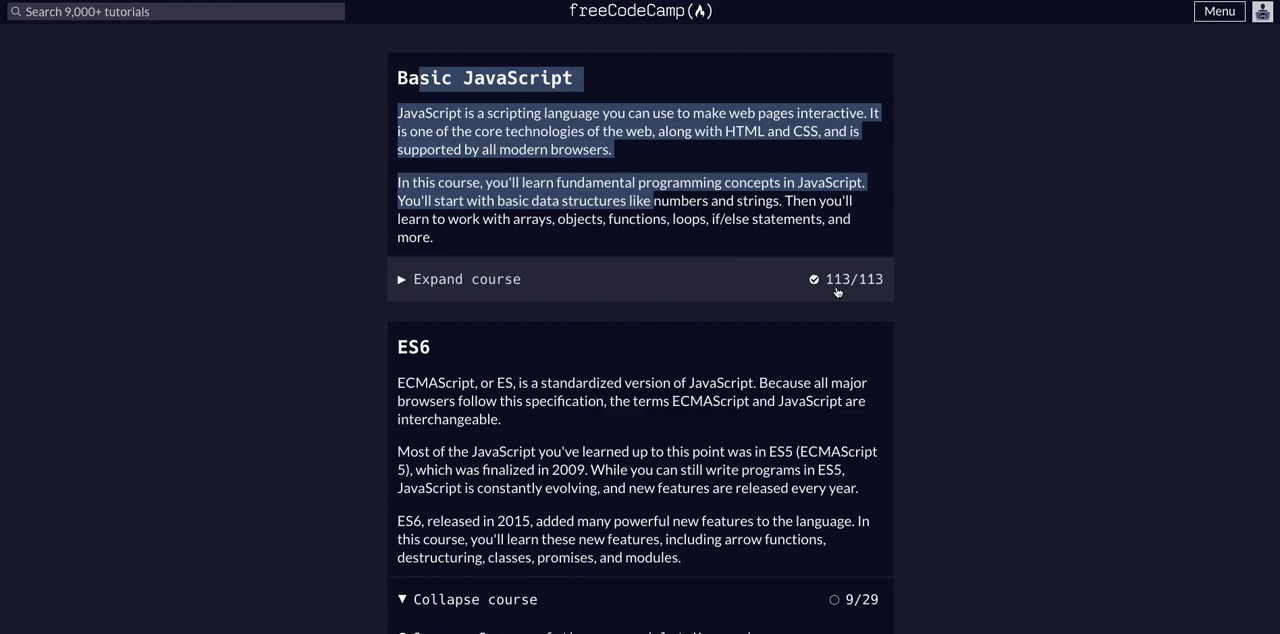 Search 9,000+ tutorials
freeCodeCamp
Menu
Basic JavaScript
JavaScript is a scripting language you can use to make web pages interactive. It
is one of the core technologies of the web, along with HTML and CSS, and is
supported by all modern browsers.
In this course, you'll learn fundamental programming concepts in JavaScript.
You'll start with basic data structures like numbers and strings. Then you'll
learn to work with arrays, objects, functions, loops, if/else statements, and
more.
Expand course 113/113
ES6
ECMAScript, or ES, is a standardized version of JavaScript. Because all major
browsers follow this specification, the terms ECMAScript and JavaScript are
interchangeable.
Most of the JavaScript you've learned up to this point was in ES5 (ECMAScript
5), which was finalized in 2009. While you can still write programs in ES5,
JavaScript is constantly evolving, and new features are released every year.
ES6, released in 2015, added many powerful new features to the language. In
this course, you'll learn these new features, including arrow functions,
destructuring, classes, promises, and modules.
Collapse course 9/29